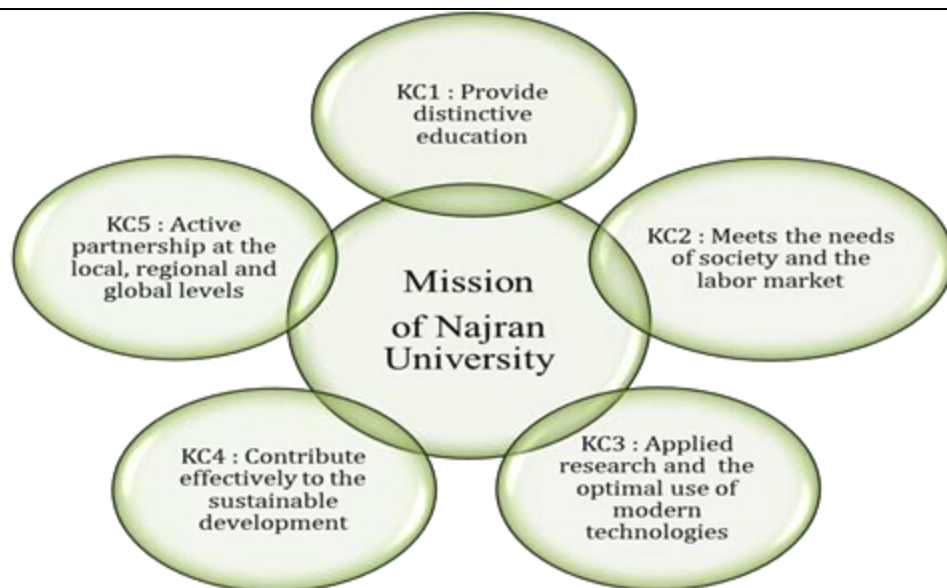 KC1 : Provide
distinctive
education
KC2 : Meets the needs
of society and the
labor market
KC3 : Applied
research and the
optimal use of
modern
technologies
KC4 : Contribute
effectively to the
sustainable
development
KC5 : Active
partnership at the
local, regional and
global levels
Mission
of Najran
University